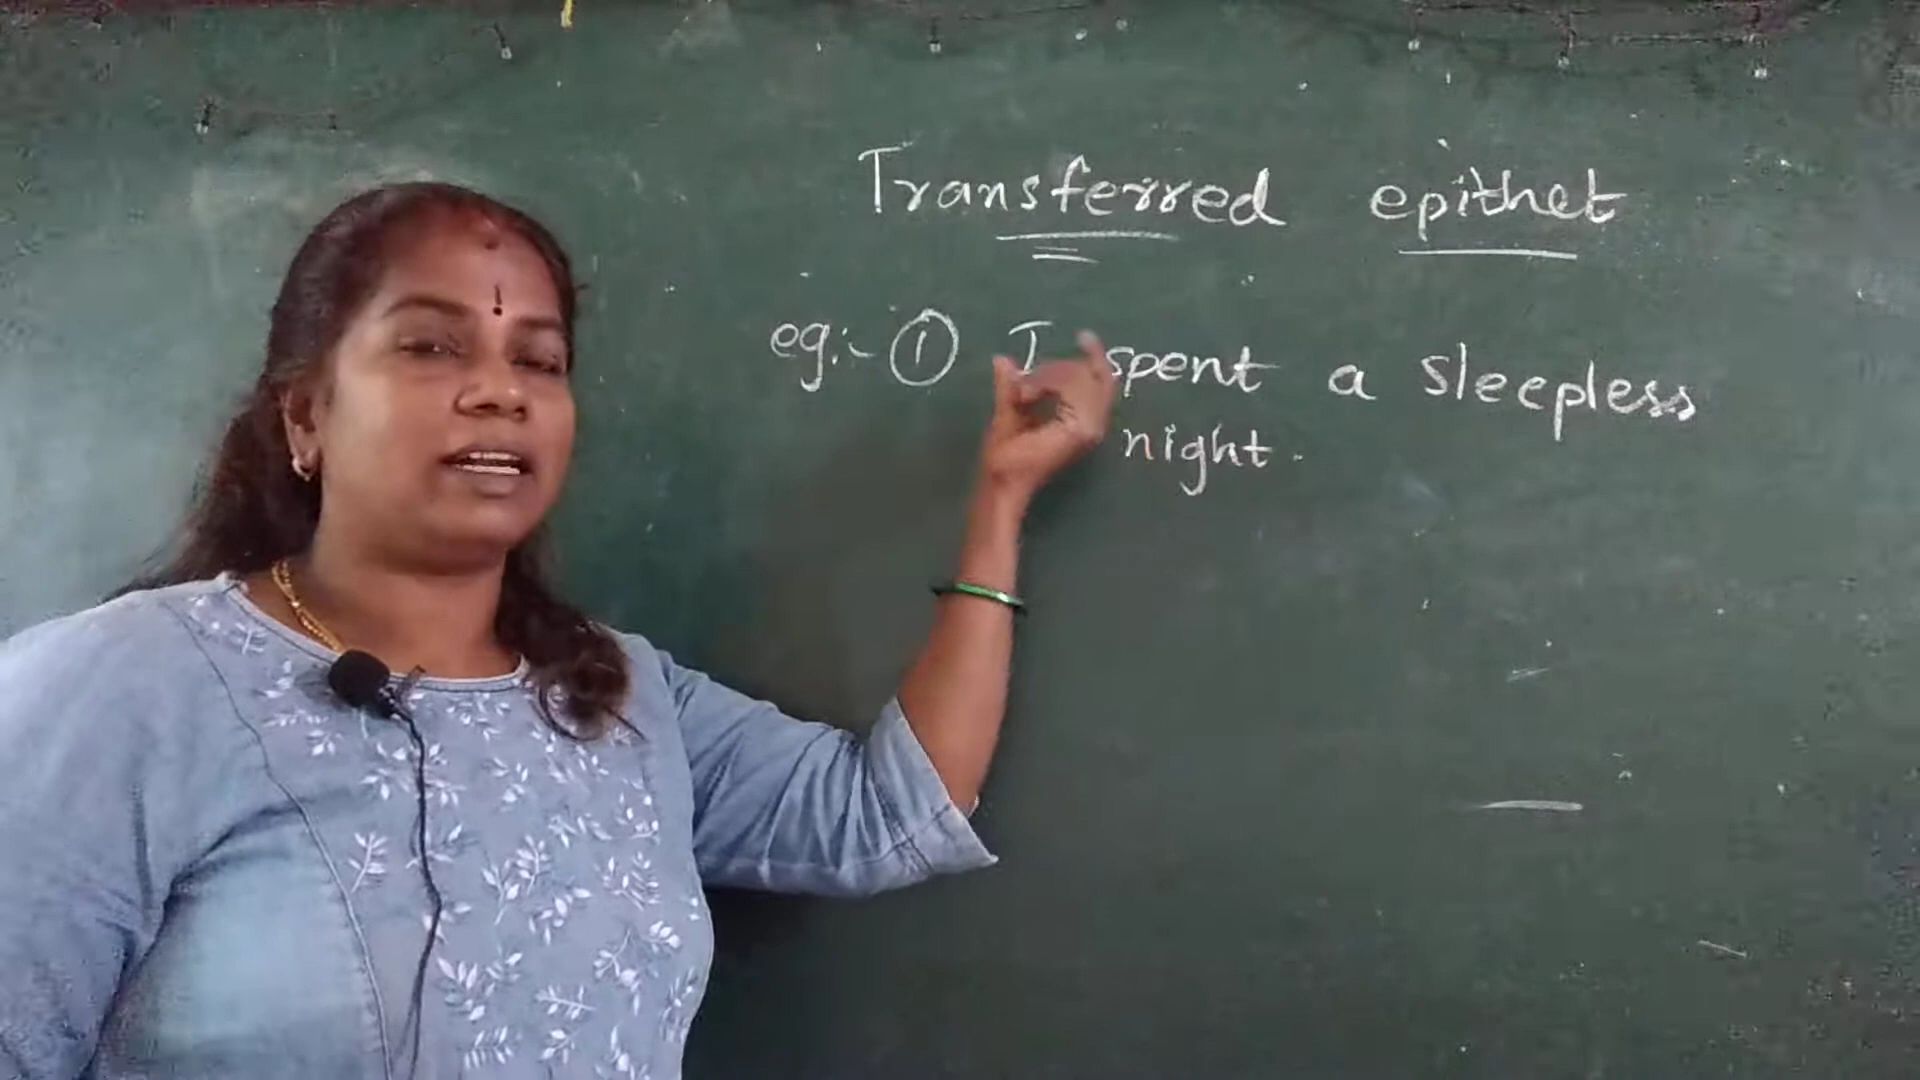 Transferred epithet
eg:- ① I spent a sleepless
night.